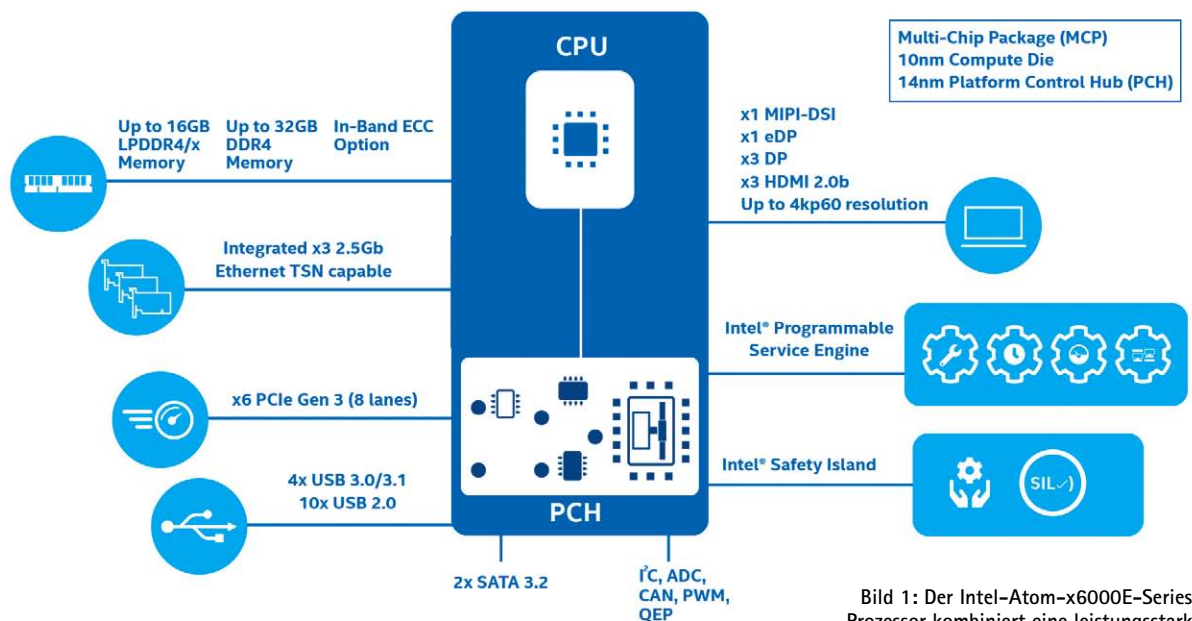 CPU
Multi-Chip Package (MCP)
10nm Compute Die
14nm Platform Control Hub (PCH)
Up to 16GB
LPDDR4/x
Memory
Up to 32GB
DDR4
Memory
In-Band ECC
Option
x1 MIPI-DSI
x1 eDP
x3 DP
x3 HDMI 2.0b
Up to 4kp60 resolution
Integrated x3 2.5Gb
Ethernet TSN capable
Intel® Programmable
Service Engine
x6 PCIe Gen 3 (8 lanes)
Intel® Safety Island
SIL✓)
4x USB 3.0/3.1
10x USB 2.0
PCH
2x SATA 3.2
I²C, ADC,
CAN, PWM,
QEP
Bild 1: Der Intel-Atom-x6000E-Series
Prozessor kombiniert eine leistungsstark